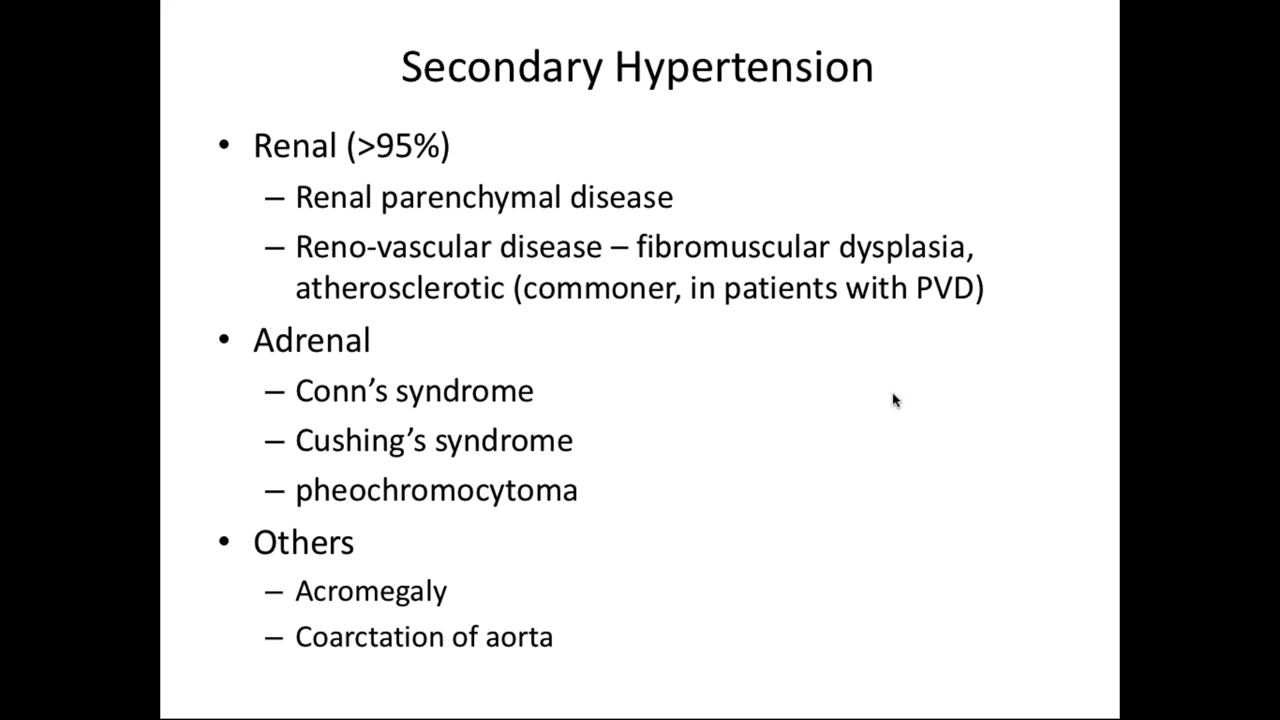 Secondary Hypertension
• Renal (>95%)
– Renal parenchymal disease
– Reno-vascular disease – fibromuscular dysplasia,
atherosclerotic (commoner, in patients with PVD)
• Adrenal
– Conn’s syndrome
– Cushing’s syndrome
– pheochromocytoma
• Others
– Acromegaly
– Coarctation of aorta